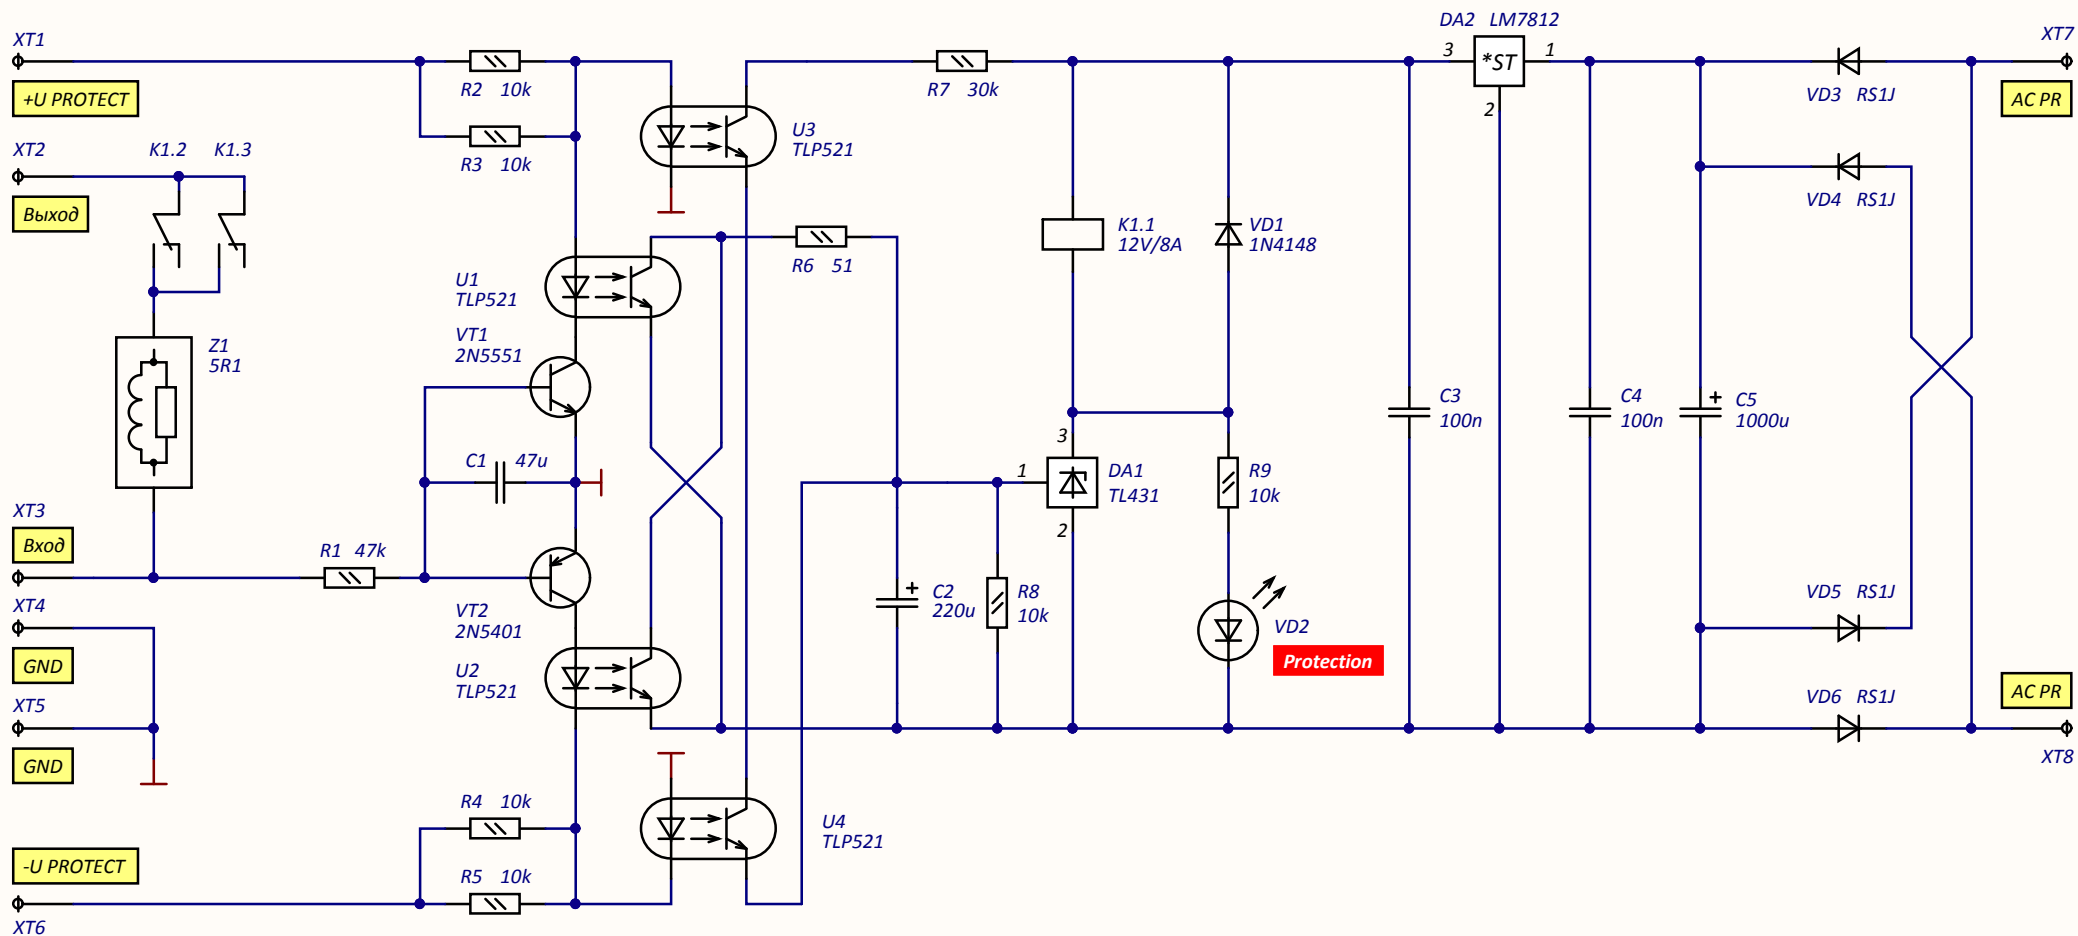 DA2 LM7812
XT1
+U PROTECT
R2 10k
R3 10k
U3
TLP521
R7 30k
3
*ST
1
2
VD3 RS1J
XT7
AC PR
XT2
Выход
K1.2 K1.3
VD4 RS1J
U1
TLP521
R6 51
K1.1
12V/8A
VD1
1N4148
VT1
2N5551
Z1
5R1
C1 47u
3
1
DA1
TL431
2
R9
10k
C3
100n
C4
100n
+
C5
1000u
XT3
Вход
R1 47k
XT4
GND
XT5
GND
VT2
2N5401
U2
TLP521
+
C2
220u
R8
10k
VD2
Protection
VD5 RS1J
VD6 RS1J
AC PR
XT8
R4 10k
R5 10k
U4
TLP521
-U PROTECT
XT6